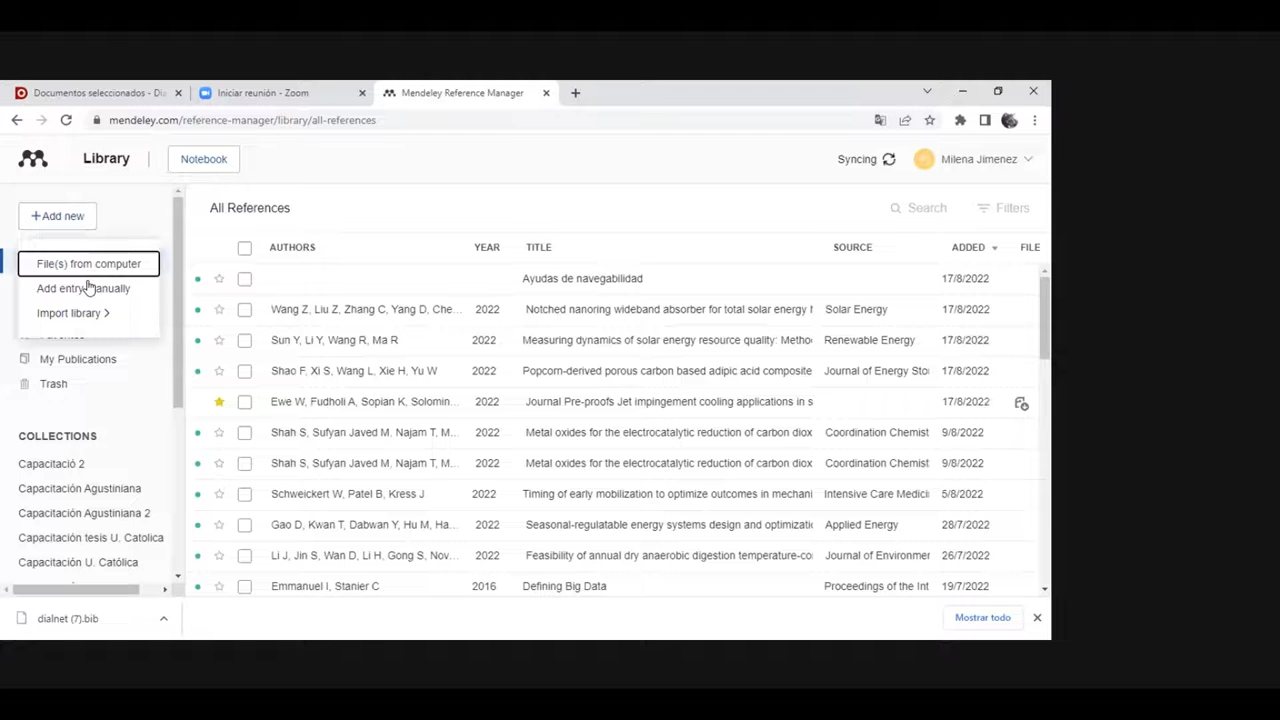 Documentos seleccionados - Dia
Iniciar reunión - Zoom
Mendeley Reference Manager
mendeley.com/reference-manager/library/all-references
Library
Notebook
Syncing
Milena Jimenez
+Add new
All References
Search
Filters
AUTHORS YEAR TITLE SOURCE ADDED FILE
File(s) from computer
Add entry manually
Import library
My Publications
Trash
COLLECTIONS
Capacitació 2
Capacitación Agustiniana
Capacitación Agustiniana 2
Capacitación tesis U. Catolica
Capacitación U. Católica
Ayudas de navegabilidad 17/8/2022
Wang Z, Liu Z, Zhang C, Yang D, Che... 2022 Notched nanoring wideband absorber for total solar energy Solar Energy 17/8/2022
Sun Y, Li Y, Wang R, Ma R 2022 Measuring dynamics of solar energy resource quality: Metho Renewable Energy 17/8/2022
Shao F, Xi S, Wang L, Xie H, Yu W 2022 Popcorn-derived porous carbon based adipic acid composite Journal of Energy Sto 17/8/2022
Ewe W, Fudholi A, Sopian K, Solomin... 2022 Journal Pre-proofs Jet impingement cooling applications in s 17/8/2022
Shah S, Sufyan Javed M, Najam T, M... 2022 Metal oxides for the electrocatalytic reduction of carbon diox Coordination Chemist 9/8/2022
Shah S, Sufyan Javed M, Najam T, M... 2022 Metal oxides for the electrocatalytic reduction of carbon diox Coordination Chemist 9/8/2022
Schweickert W, Patel B, Kress J 2022 Timing of early mobilization to optimize outcomes in mechani Intensive Care Medici 5/8/2022
Gao D, Kwan T, Dabwan Y, Hu M, Ha... 2022 Seasonal-regulatable energy systems design and optimizatic Applied Energy 28/7/2022
Li J, Jin S, Wan D, Li H, Gong S, Nov... 2022 Feasibility of annual dry anaerobic digestion temperature-co Journal of Environmer 26/7/2022
Emmanuel I, Stanier C 2016 Defining Big Data Proceedings of the Int 19/7/2022
dialnet (7).bib
Mostrar todo